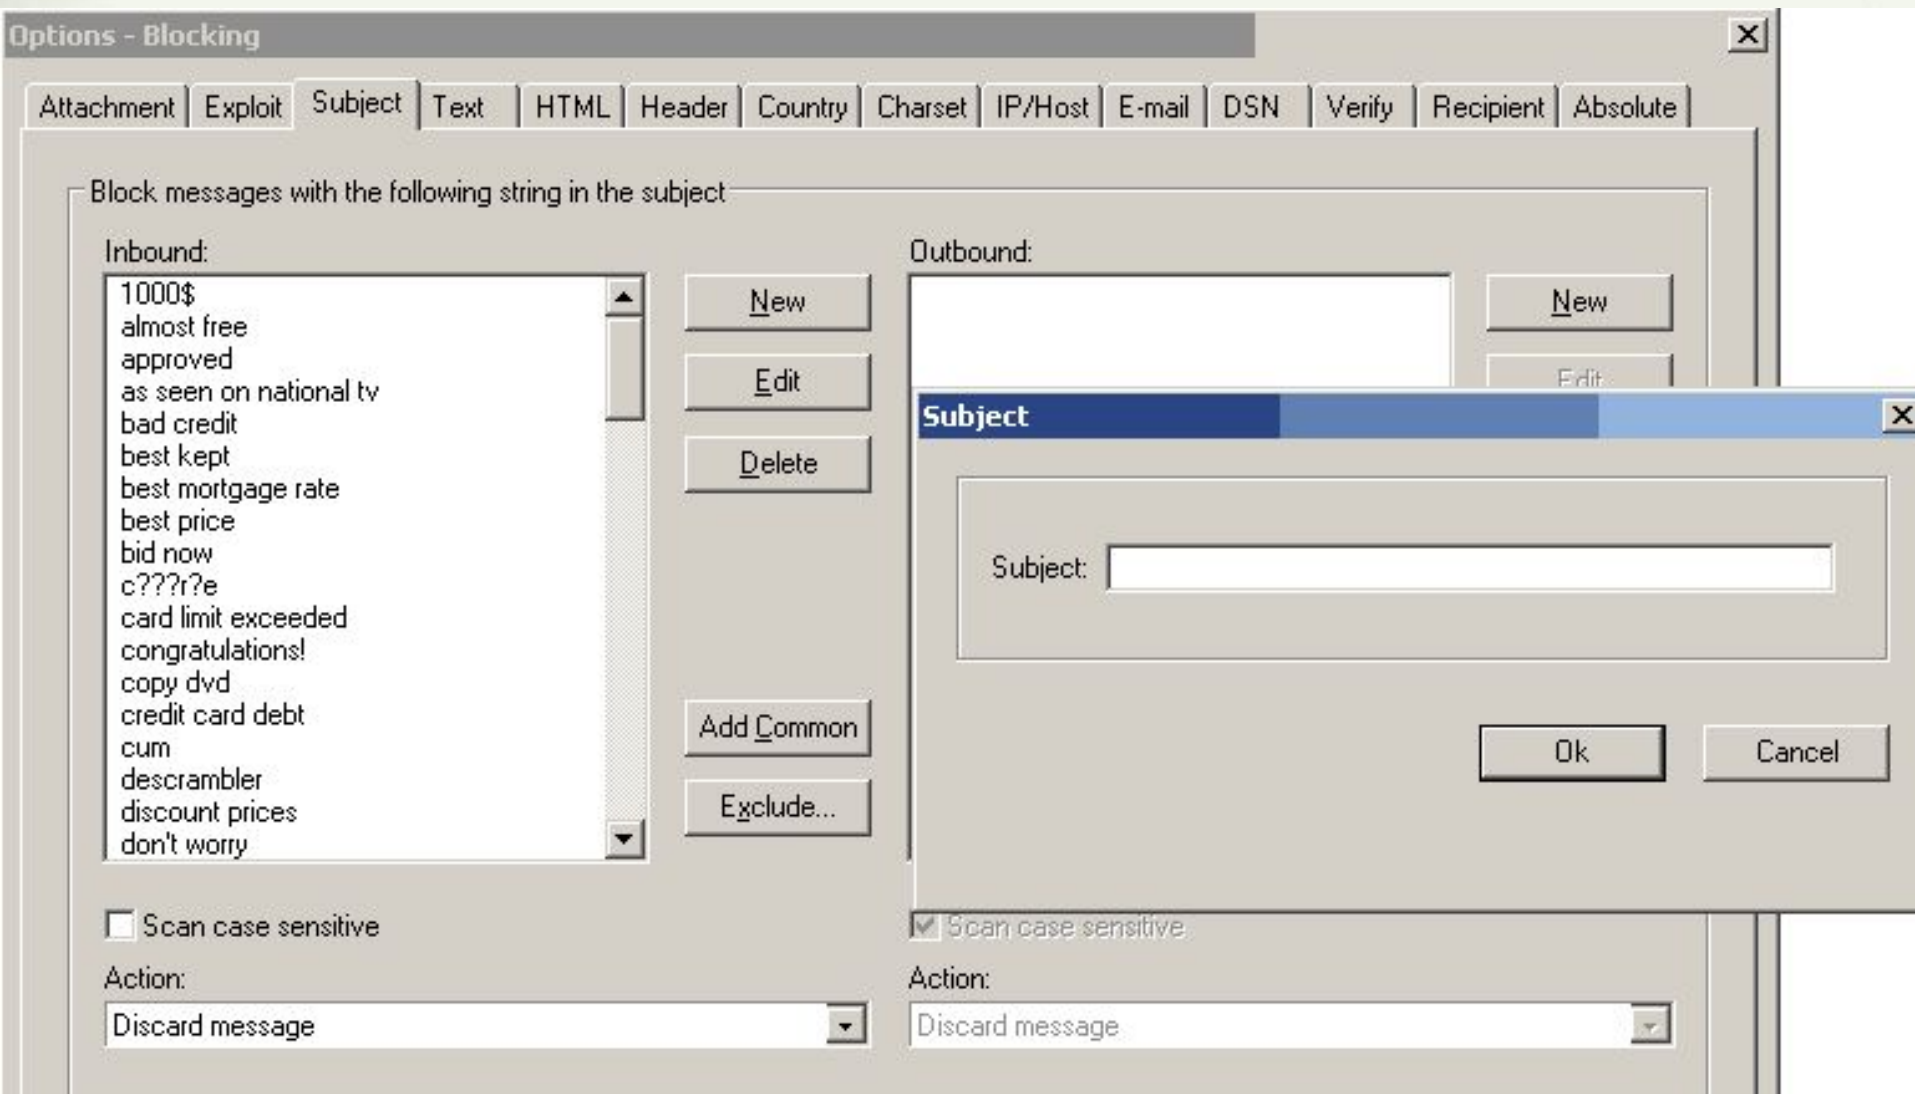 Options - Blocking
Attachment Exploit Subject Text HTML Header Country Charset IP/Host E-mail DSN Verify Recipient Absolute
Block messages with the following string in the subject
Inbound:
1000$
almost free
approved
as seen on national tv
bad credit
best kept
best mortgage rate
best price
bid now
c???r?e
card limit exceeded
congratulations!
copy dvd
credit card debt
cum
descrambler
discount prices
don't worry
New
Edit
Delete
Add Common
Exclude...
Scan case sensitive
Action:
Discard message
Outbound:
New
Edit
Subject
Subject:
Ok
Cancel
Scan case sensitive
Action:
Discard message